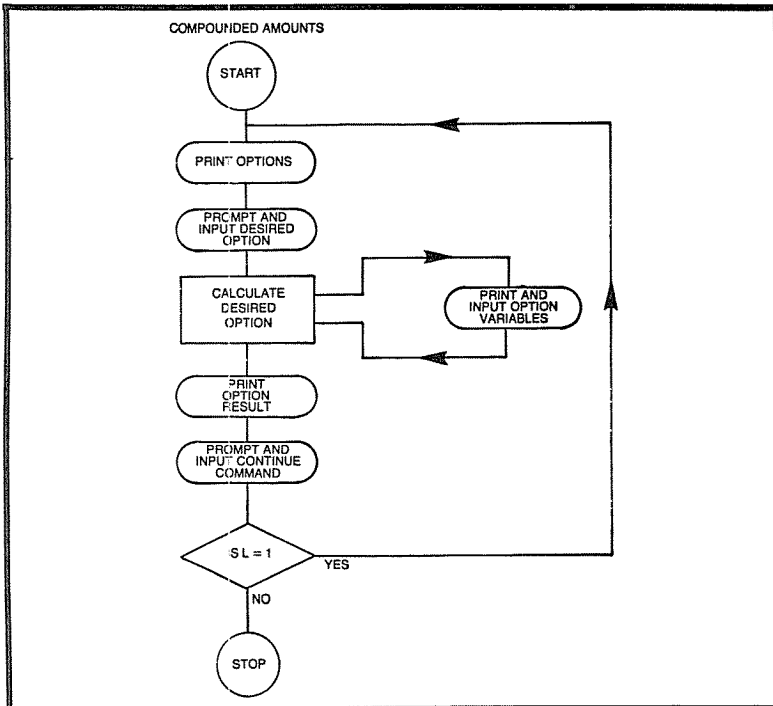 COMPOUNDED AMOUNTS
START
PRINT OPTIONS
PROMPT AND
INPUT DESIRED
OPTION
CALCULATE
DESIRED
OPTION
PRINT AND
INPUT OPTION
VARIABLES
PRINT
OPTION
RESULT
PROMPT AND
INPUT CONTINUE
COMMAND
SL = 1
YES
NO
STOP